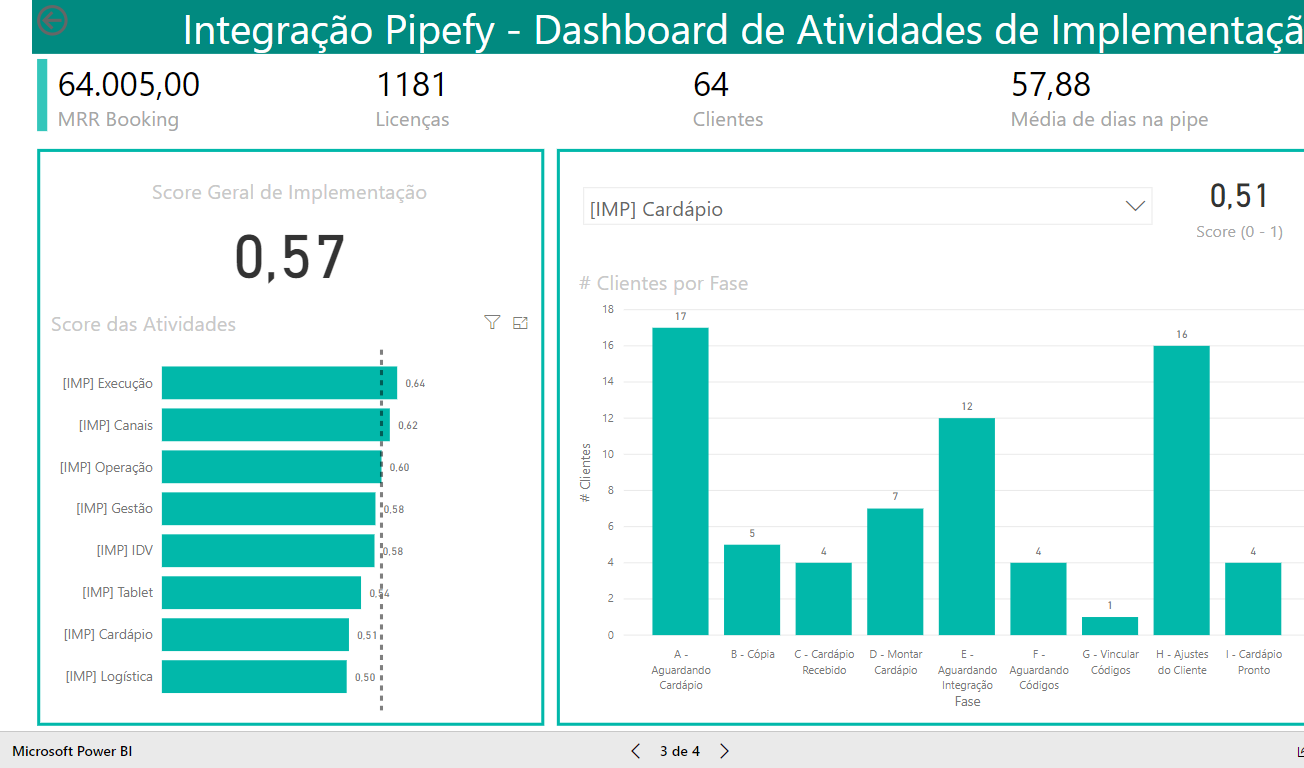 Integração Pipefy - Dashboard de Atividades de Implementaçã
64.005,00
MRR Booking
1181
Licenças
64
Clientes
57,88
Média de dias na pipe
Score Geral de Implementação
0,57
Score das Atividades
[IMP] Execução 0,64
[IMP] Canais 0,62
[IMP] Operação 0,60
[IMP] Gestão 0,58
[IMP] IDV 0,58
[IMP] Tablet 0,54
[IMP] Cardápio 0,51
[IMP] Logística 0,50
[IMP] Cardápio
0,51
Score (0 - 1)
# Clientes por Fase
# Clientes
18
16
14
12
10
8
6
4
2
0
17
5
4
7
12
4
1
16
4
A -
Aguardando
Cardápio
B - Cópia
C - Cardápio
Recebido
D - Montar
Cardápio
E -
Aguardando
Integração
F -
Aguardando
Códigos
G - Vincular
Códigos
H - Ajustes
do Cliente
I - Cardápio
Pronto
Fase
Microsoft Power BI
3 de 4